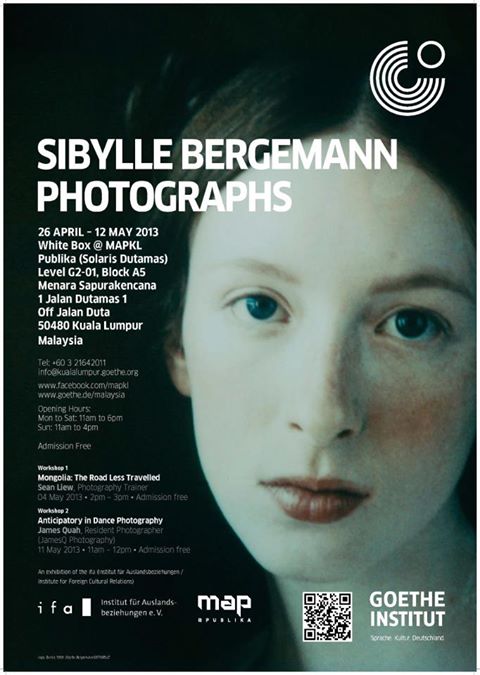 SIBYLLE BERGEMANN
PHOTOGRAPHS
26 APRIL – 12 MAY 2013
White Box @ MAPKL
Publika (Solaris Dutamas)
Level G2-01, Block A5
Menara Sapurakencana
1 Jalan Dutamas 1
Off Jalan Duta
50480 Kuala Lumpur
Malaysia
Tel: +60 3 21642011
info@kualalumpur.goethe.org
www.facebook.com/mapkl
www.goethe.de/malaysia
Opening Hours:
Mon to Sat: 11am to 6pm
Sun: 11am to 4pm
Admission Free
Workshop 1
Mongolia: The Road Less Travelled
Sean Liew, Photography Trainer
04 May 2013 • 2pm – 3pm • Admission free
Workshop 2
Anticipatory in Dance Photography
James Quah, Resident Photographer
(JamesQ Photography)
11 May 2013 • 11am - 12pm • Admission free
An exhibition of the ifa (Institut für Auslandsbeziehungen /
Institute for Foreign Cultural Relations)
ifa
Institut für Auslands-
beziehungen e. V.
map
PUBLIKA
GOETHE
INSTITUT
Sprache. Kultur. Deutschland.